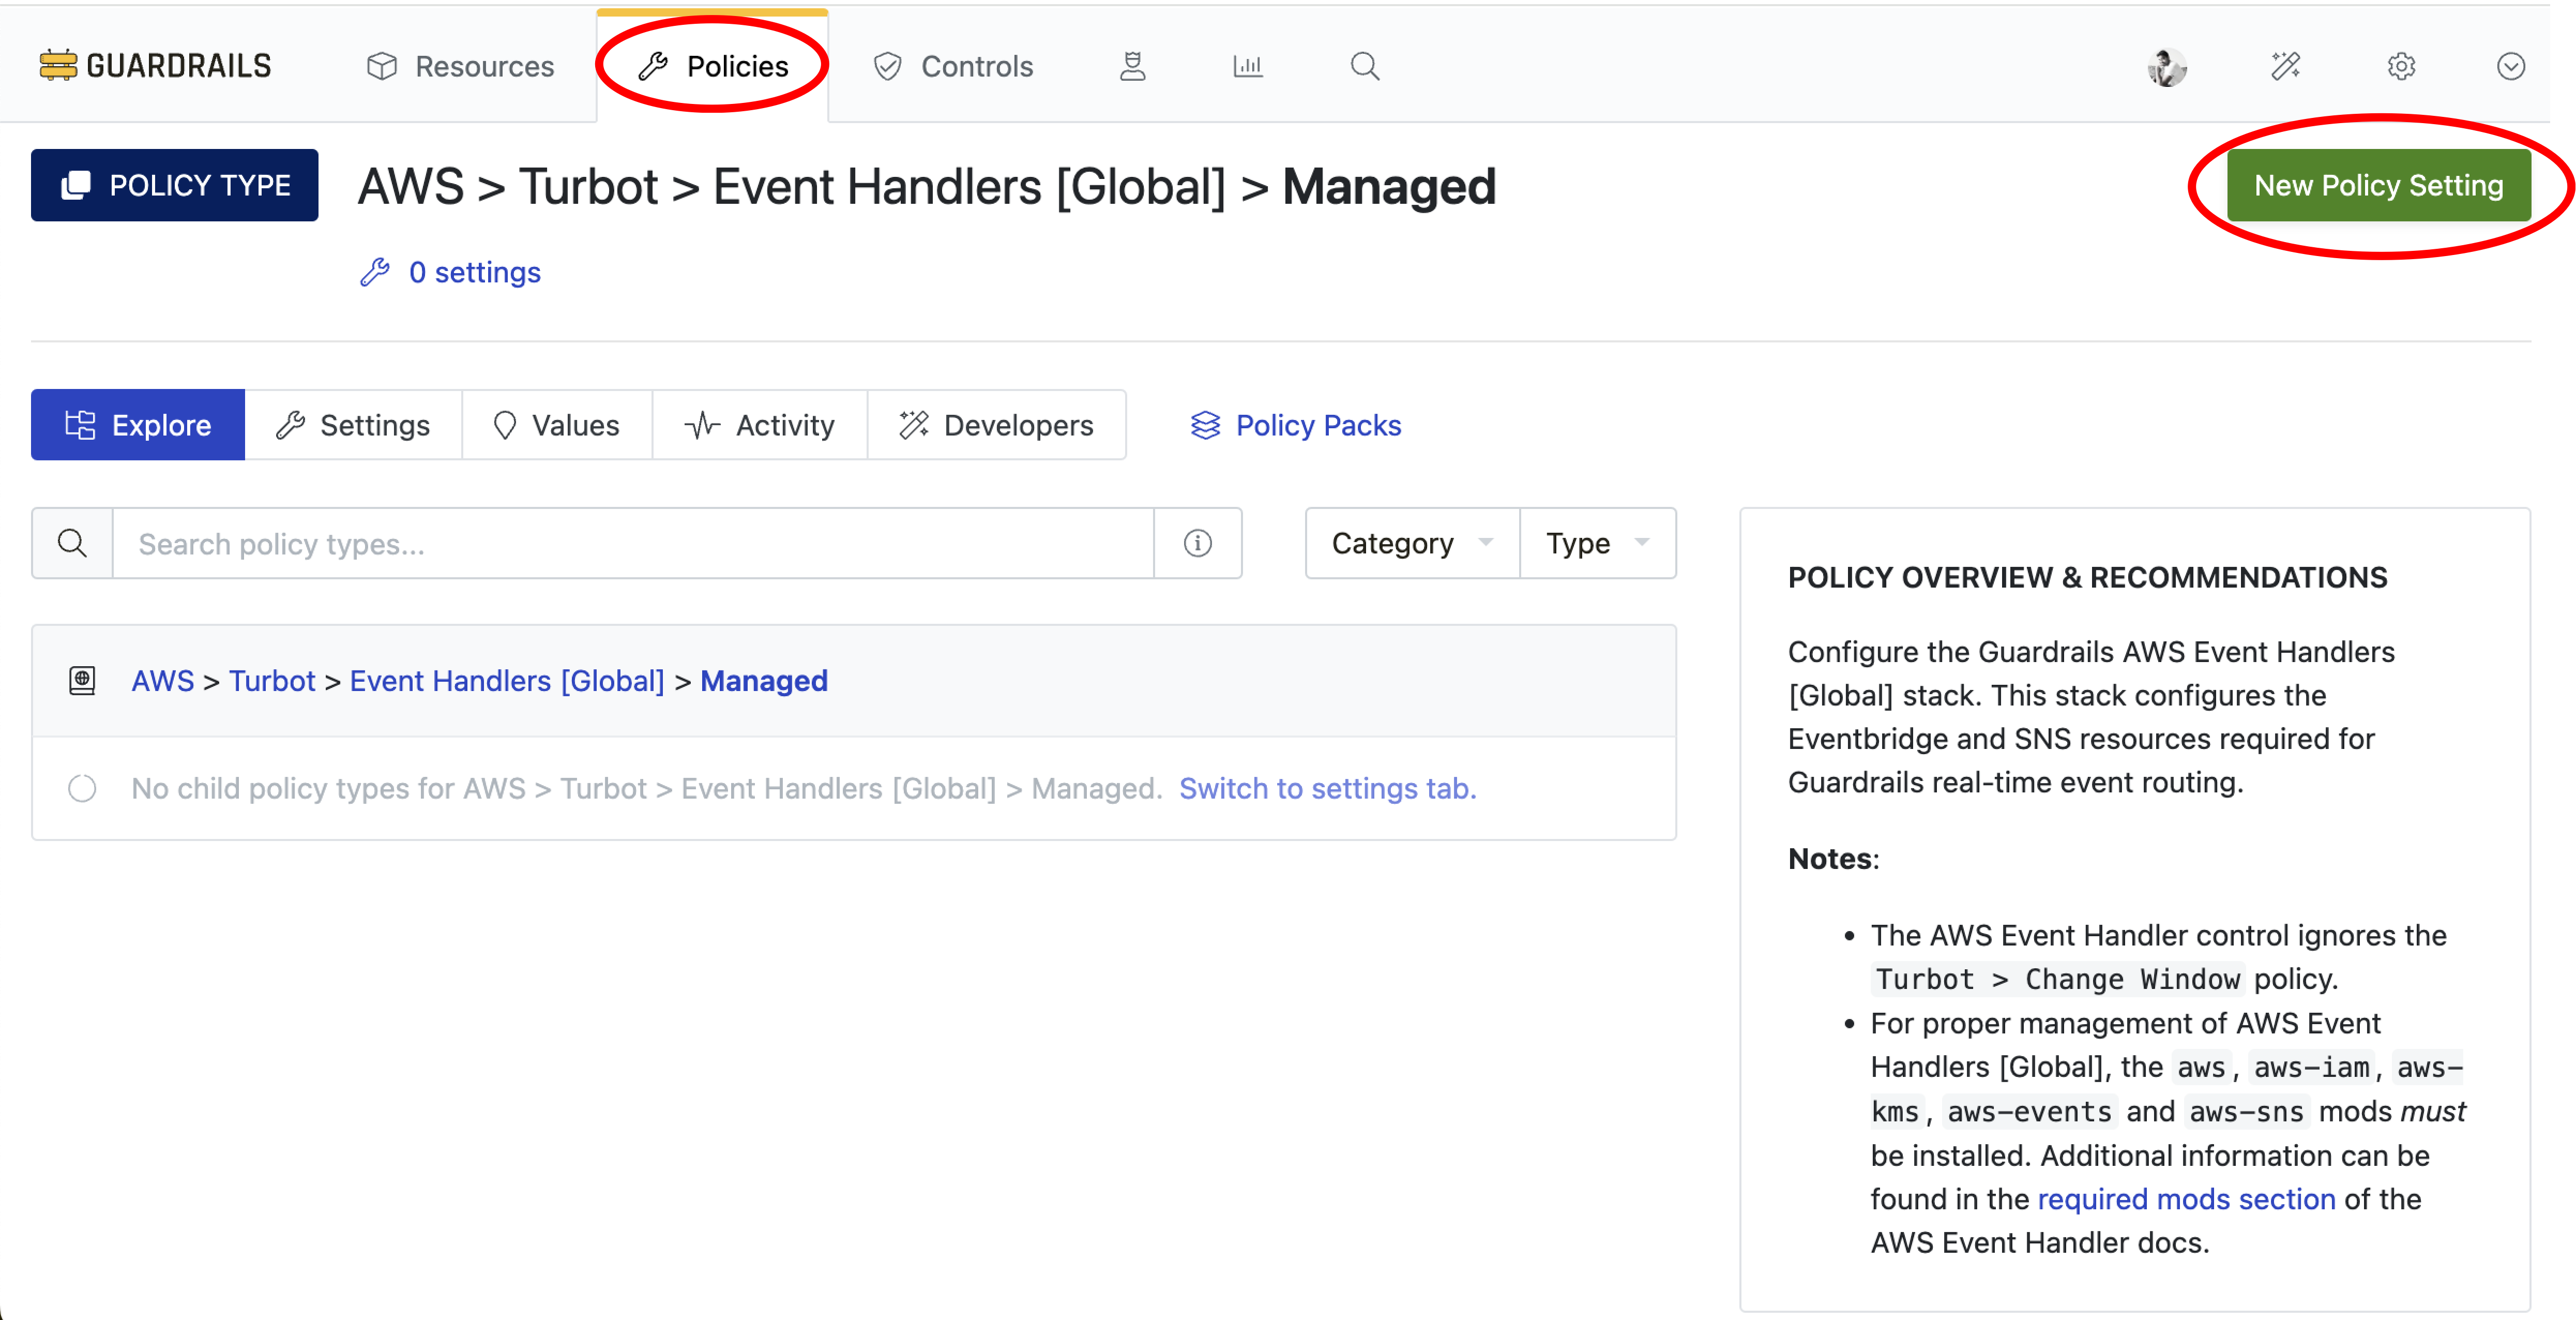 GUARDRAILS Resources Policies Controls
POLICY TYPE AWS > Turbot > Event Handlers [Global] > Managed New Policy Setting
0 settings
Explore Settings Values Activity Developers Policy Packs
Search policy types... Category Type
AWS > Turbot > Event Handlers [Global] > Managed
No child policy types for AWS > Turbot > Event Handlers [Global] > Managed. Switch to settings tab.
POLICY OVERVIEW & RECOMMENDATIONS
Configure the Guardrails AWS Event Handlers
[Global] stack. This stack configures the
Eventbridge and SNS resources required for
Guardrails real-time event routing.
Notes:
• The AWS Event Handler control ignores the
Turbot > Change Window policy.
• For proper management of AWS Event
Handlers [Global], the aws, aws-iam, aws-
kms, aws-events and aws-sns mods must
be installed. Additional information can be
found in the required mods section of the
AWS Event Handler docs.